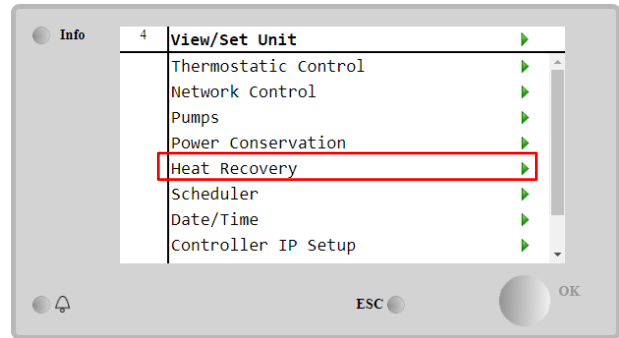 Info
4 View/Set Unit
Thermostatic Control
Network Control
Pumps
Power Conservation
Heat Recovery
Scheduler
Date/Time
Controller IP Setup
ESC
OK